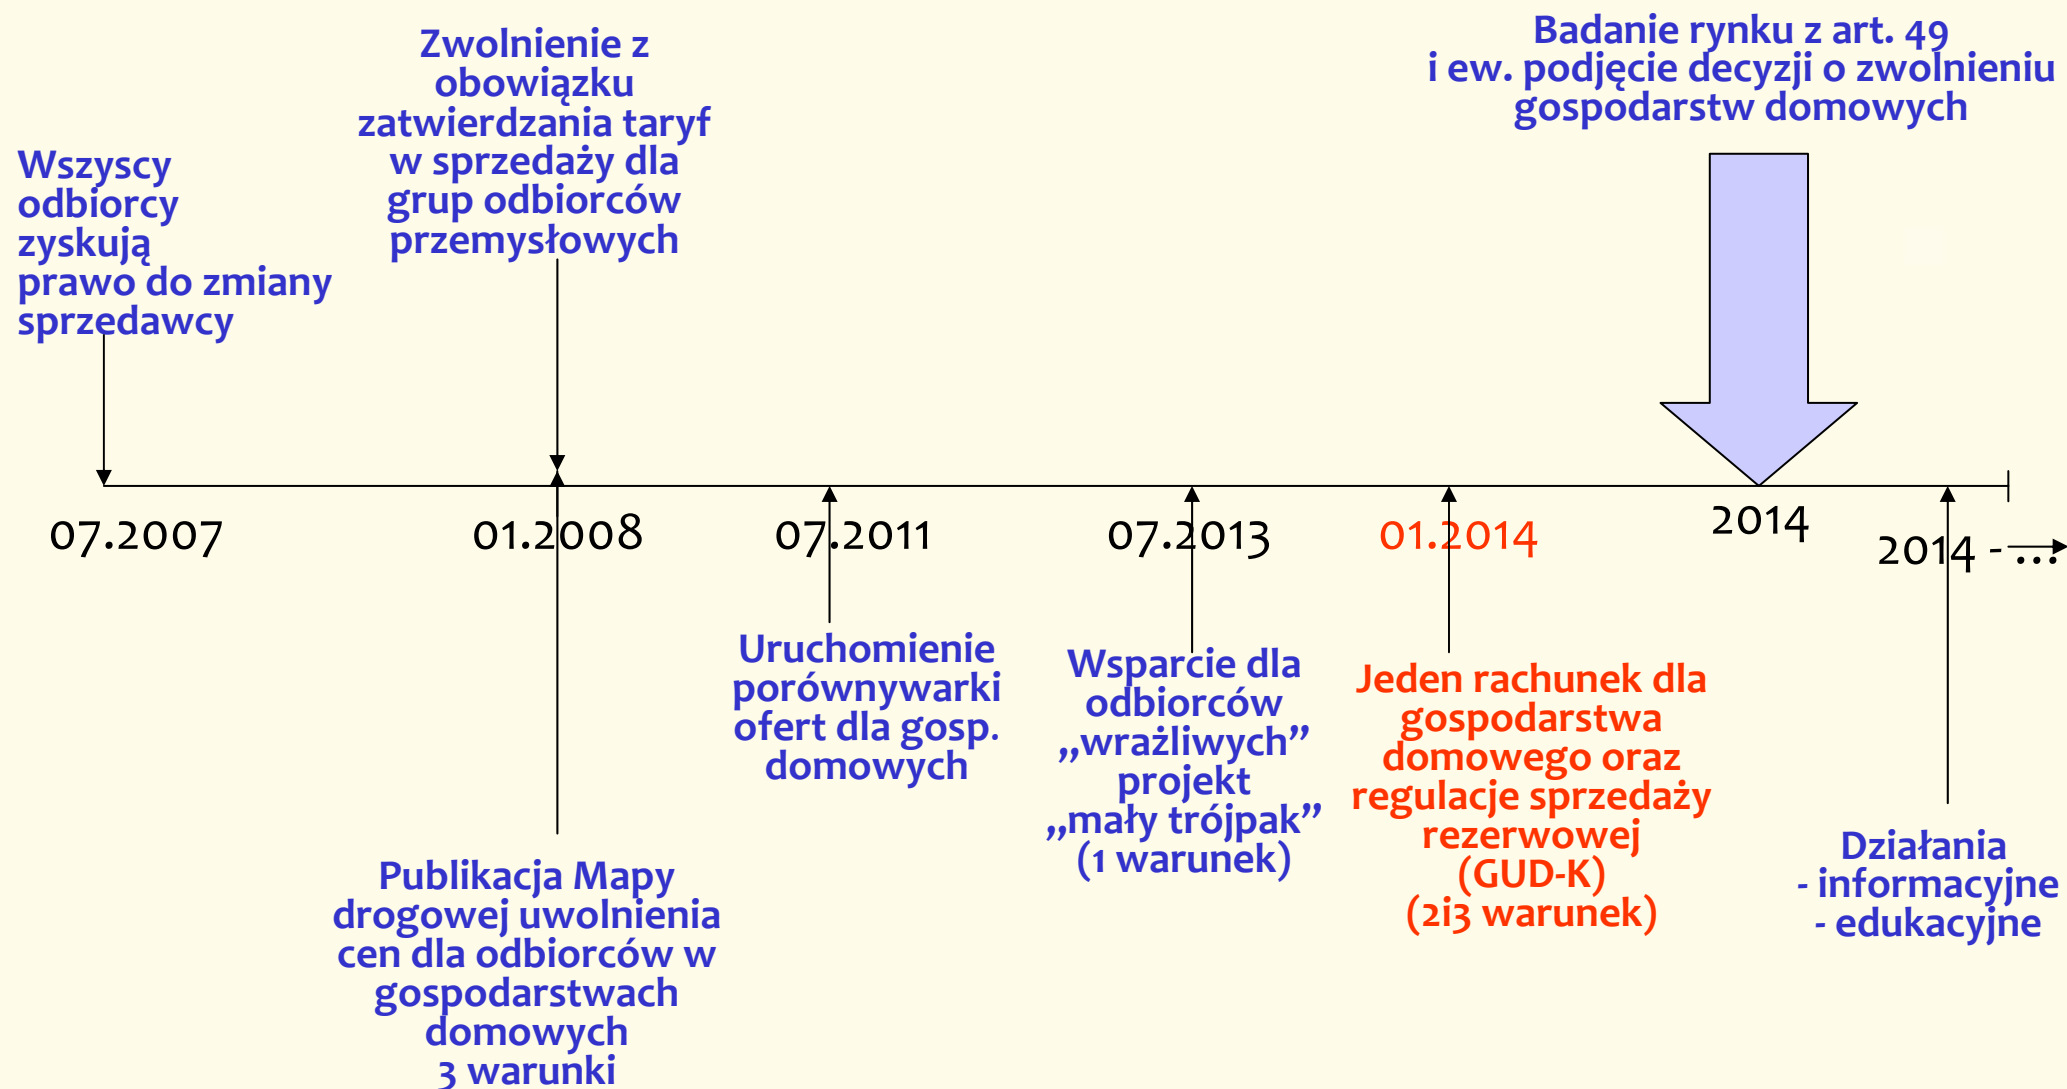 Wszyscy
odbiorcy
zyskują
prawo do zmiany
sprzedawcy
Zwolnienie z
obowiązku
zatwierdzania taryf
w sprzedaży dla
grup odbiorców
przemysłowych
Badanie rynku z art. 49
i ew. podjęcie decyzji o zwolnieniu
gospodarstw domowych
07.2007
01.2008
07.2011
07.2013
01.2014
2014
2014 - ...
Publikacja Mapy
drogowej uwolnienia
cen dla odbiorców w
gospodarstwach
domowych
3 warunki
Uruchomienie
porównywarki
ofert dla gosp.
domowych
Wsparcie dla
odbiorców
„wrażliwych”
projekt
„mały trójpak”
(1 warunek)
Jeden rachunek dla
gospodarstwa
domowego oraz
regulacje sprzedaży
rezerwowej
(GUD-K)
(2i3 warunek)
Działania
- informacyjne
- edukacyjne